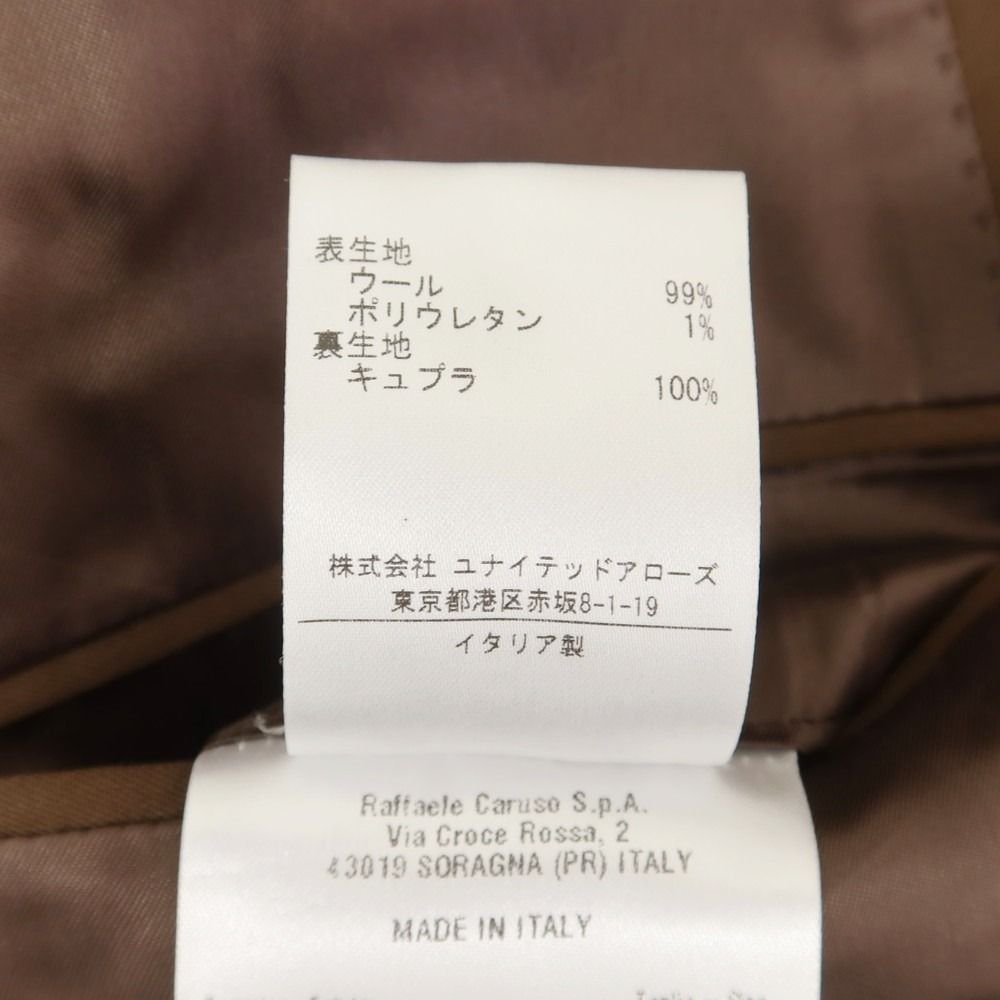 表生地
ウール 99%
ポリウレタン 1%
裏生地
キュプラ 100%
株式会社 ユナイテッドアローズ
東京都港区赤坂8-1-19
イタリア製
Raffaele Caruso S.p.A.
Via Croce Rossa, 2
43019 SORAGNA (PR) ITALY
MADE IN ITALY